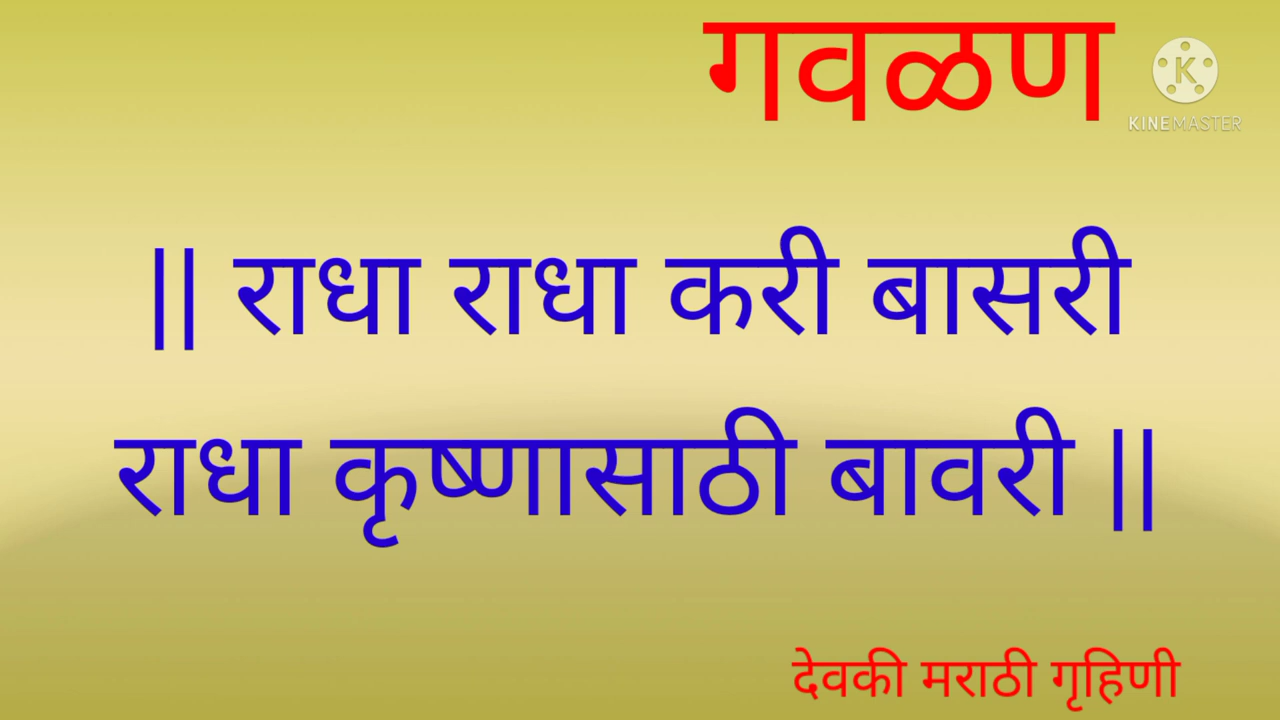 गवळण
KINEMASTER
|| राधा राधा करी बासरी
राधा कृष्णासाठी बावरी ||
देवकी मराठी गृहिणी